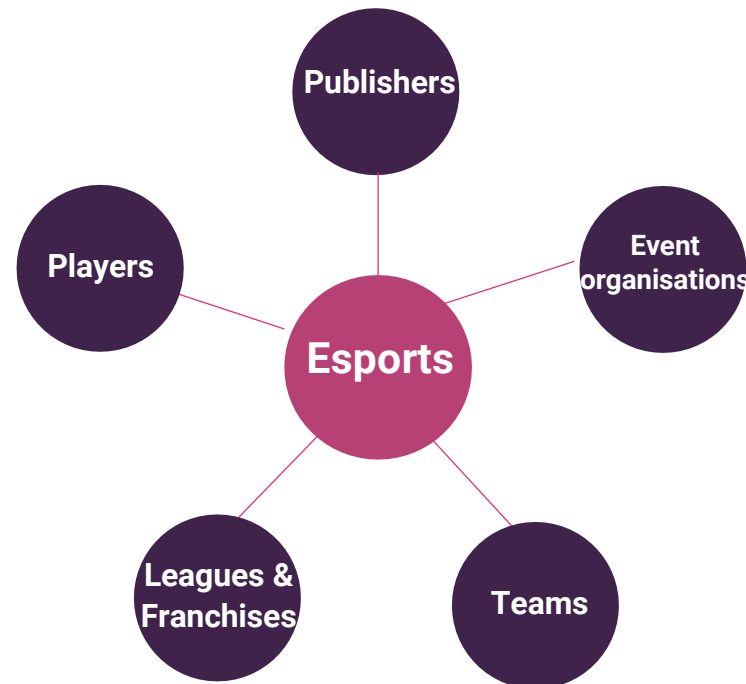 Publishers
Event
organisations
Players
Esports
Leagues &
Franchises
Teams